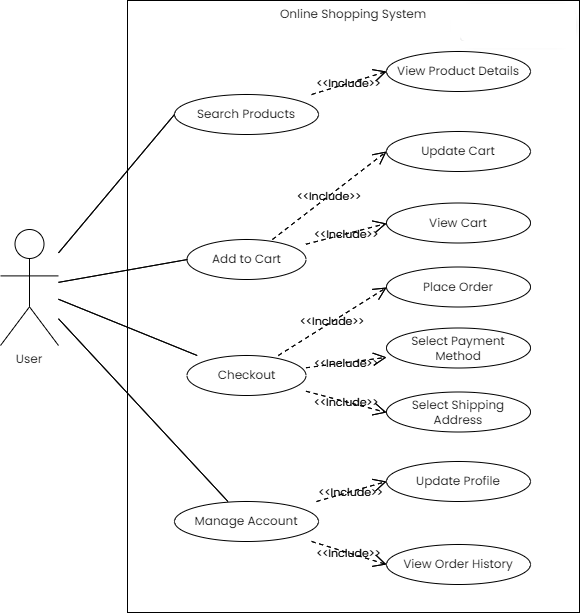 Online Shopping System
View Product Details
<<Include>>
Search Products
Update Cart
<<Include>>
View Cart
<<Include>>
Add to Cart
Place Order
<<Include>>
Select Payment
Method
<<Include>>
Checkout
Select Shipping
Address
<<Include>>
User
Update Profile
<<Include>>
Manage Account
<<Include>>
View Order History